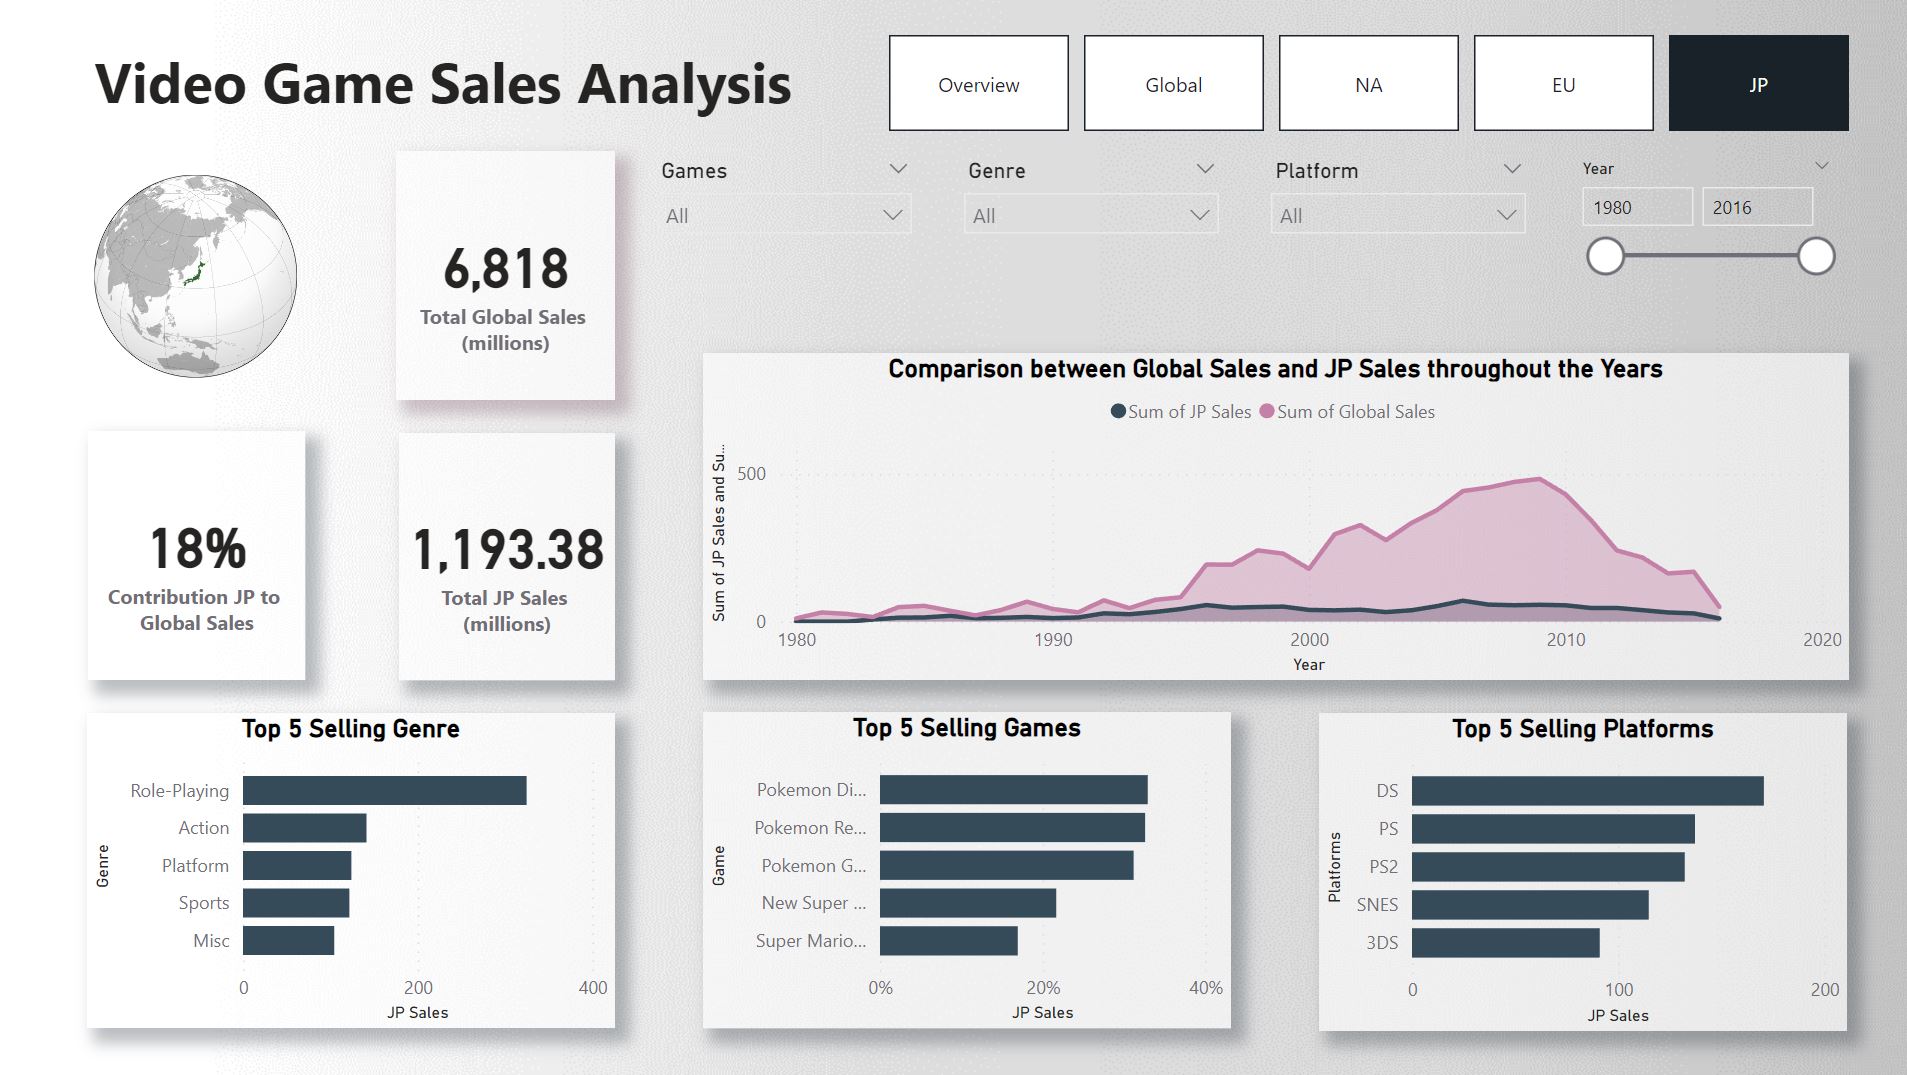 Video Game Sales Analysis
Overview
Global
NA
EU
JP
Games
All
Genre
All
Platform
All
Year
1980
2016
6,818
Total Global Sales
(millions)
18%
Contribution JP to
Global Sales
1,193.38
Total JP Sales
(millions)
Comparison between Global Sales and JP Sales throughout the Years
Sum of JP Sales
Sum of Global Sales
Sum of JP Sales and Su...
500
0
1980
1990
2000
2010
2020
Year
Top 5 Selling Genre
Genre
Role-Playing
Action
Platform
Sports
Misc
0
200
400
JP Sales
Top 5 Selling Games
Game
Pokemon Di...
Pokemon Re...
Pokemon G...
New Super ...
Super Mario...
0%
20%
40%
JP Sales
Top 5 Selling Platforms
Platforms
DS
PS
PS2
SNES
3DS
0
100
200
JP Sales